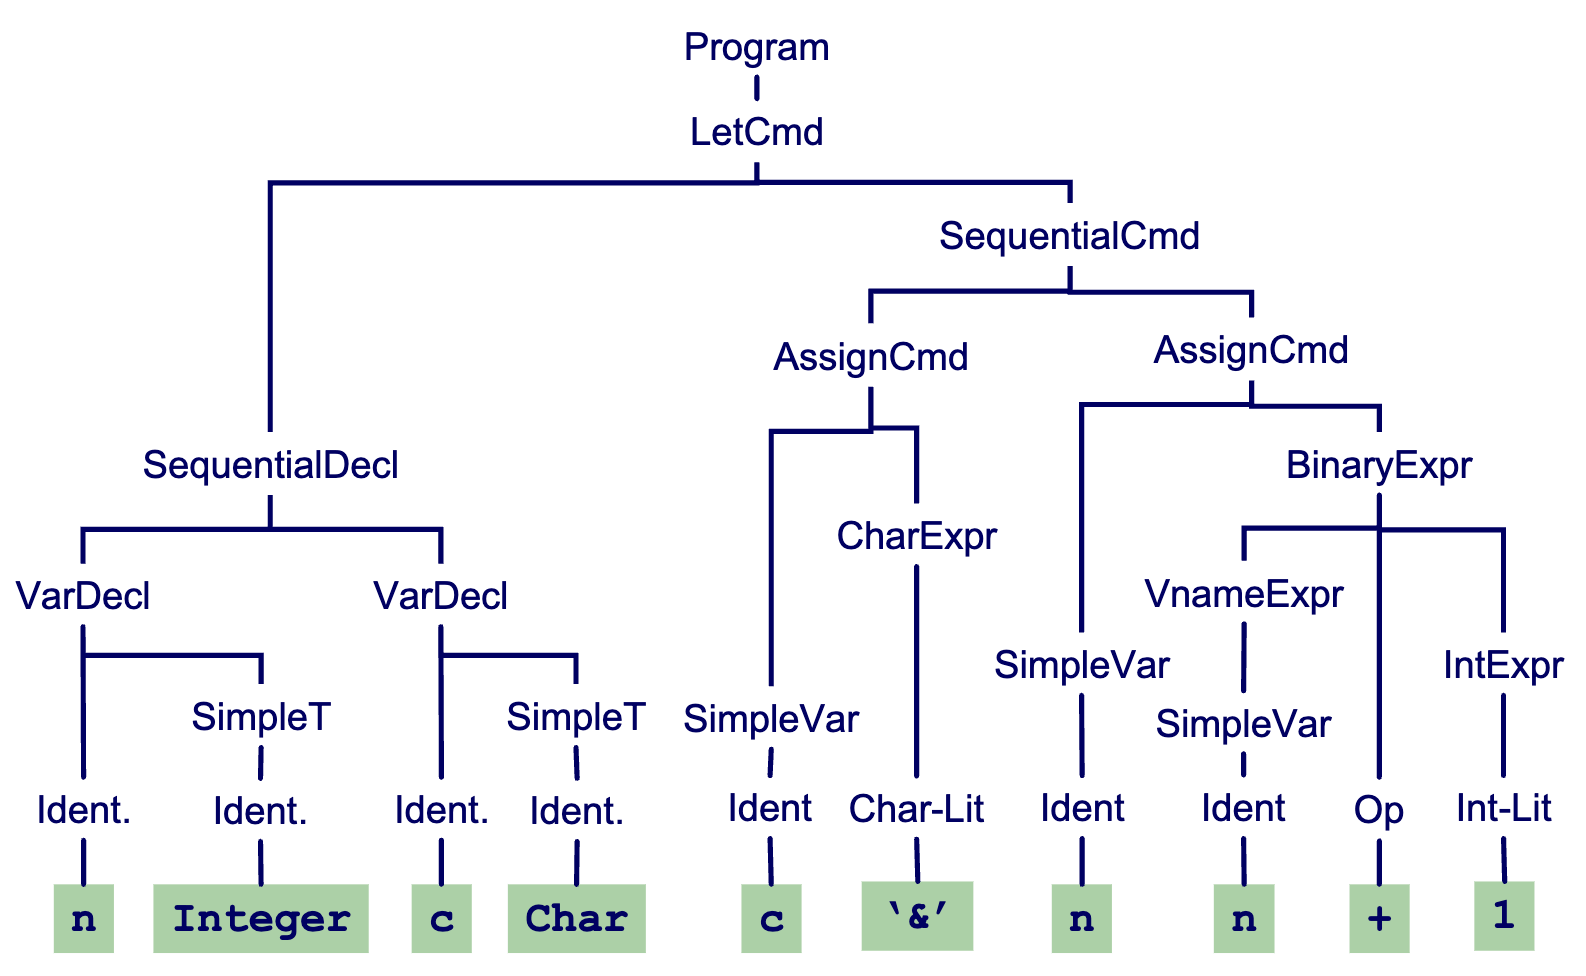 Program
LetCmd
SequentialCmd
AssignCmd AssignCmd
SequentialDecl BinaryExpr
CharExpr
VarDecl VarDecl VnameExpr
SimpleVar IntExpr
SimpleT SimpleT SimpleVar SimpleVar
Ident. Ident. Ident. Ident. Ident Char-Lit Ident Ident Op Int-Lit
n Integer c Char c ‘&’ n n + 1